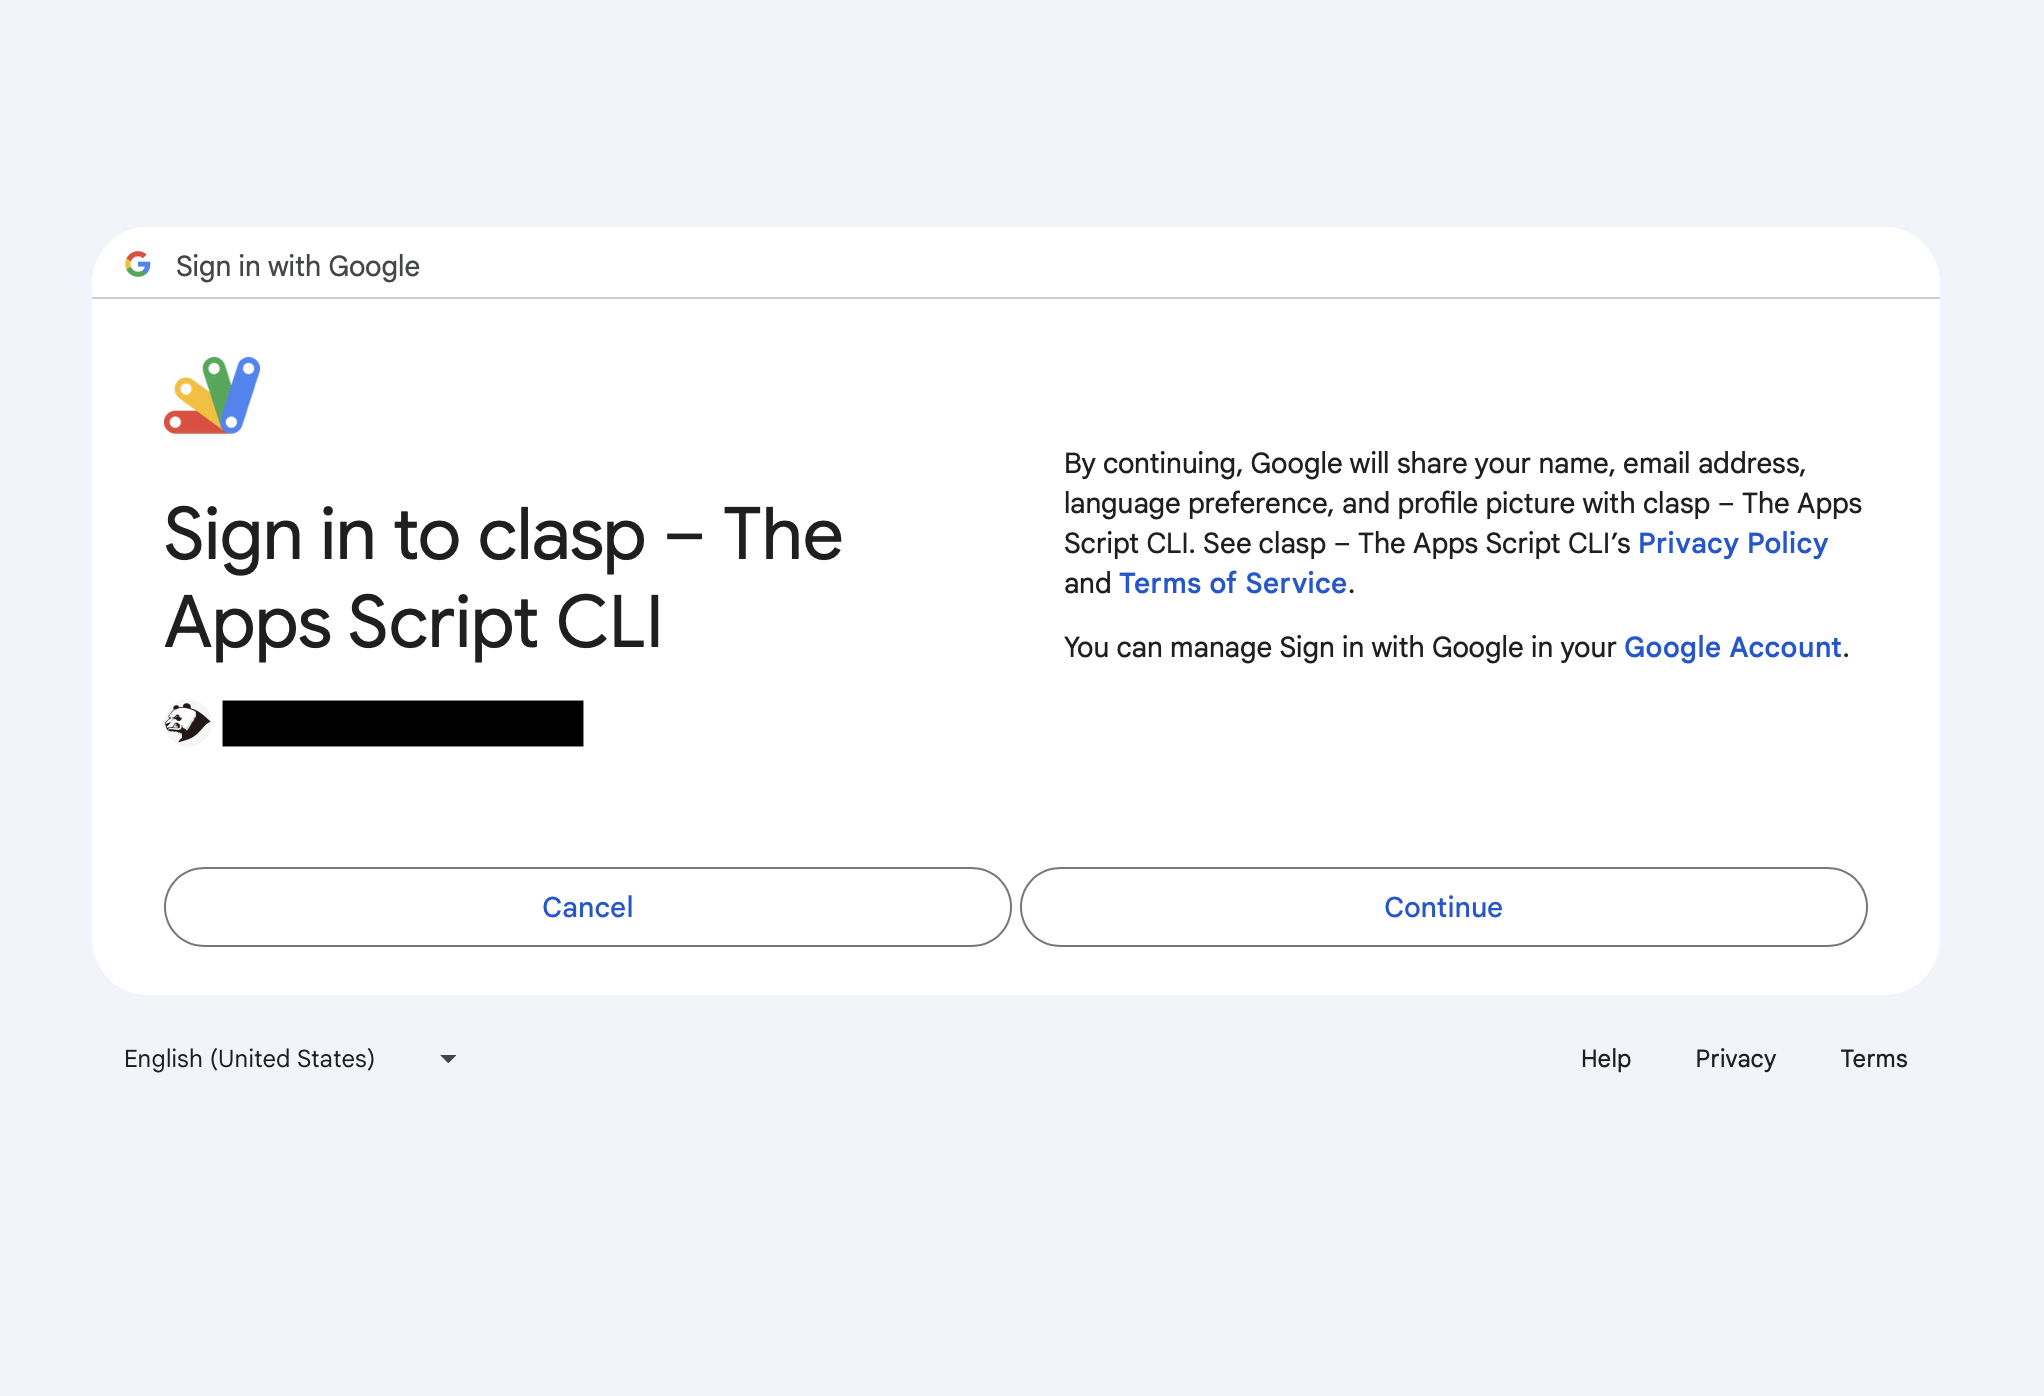 Sign in with Google
Sign in to clasp – The
Apps Script CLI
By continuing, Google will share your name, email address,
language preference, and profile picture with clasp – The Apps
Script CLI. See clasp – The Apps Script CLI’s Privacy Policy
and Terms of Service.
You can manage Sign in with Google in your Google Account.
Cancel
Continue
English (United States)
Help
Privacy
Terms